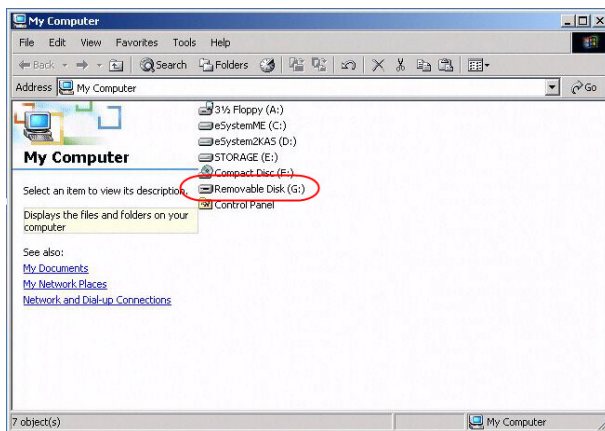 My Computer
File Edit View Favorites Tools Help
Back Search Folders
Address My Computer Go
My Computer
Select an item to view its description.
Displays the files and folders on your
computer
See also:
My Documents
My Network Places
Network and Dial-up Connections
3½ Floppy (A:)
eSystemME (C:)
eSystem2KAS (D:)
STORAGE (E:)
Compact Disc (F:)
Removable Disk (G:)
Control Panel
7 object(s) My Computer